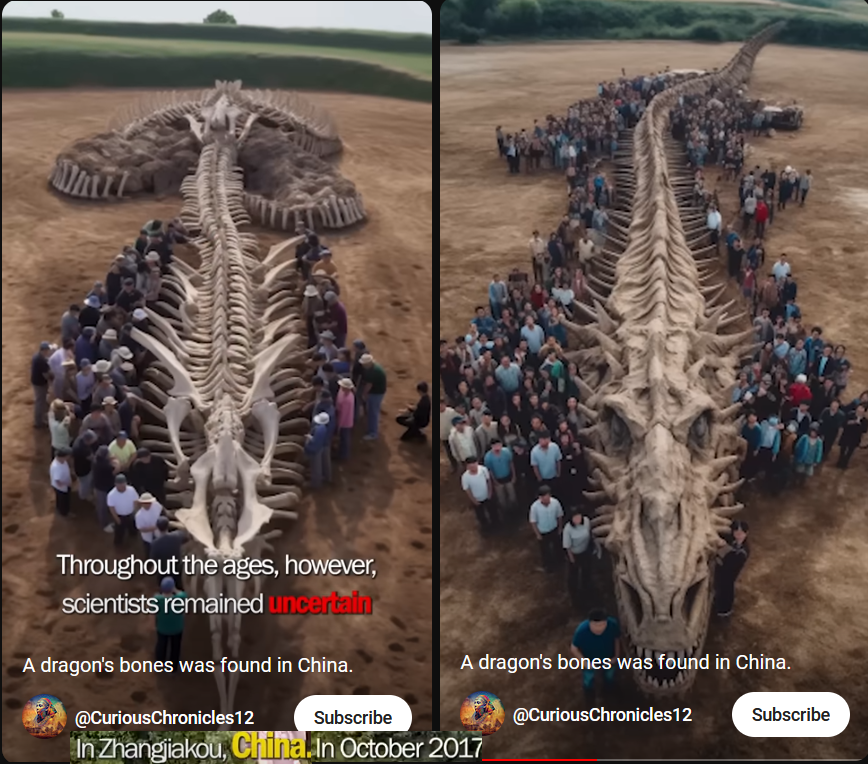 Throughout the ages, however,
scientists remained uncertain
A dragon's bones was found in China.
@CuriousChronicles12
Subscribe
In Zhangjiakou, China. In October 2017
A dragon's bones was found in China.
@CuriousChronicles12
Subscribe